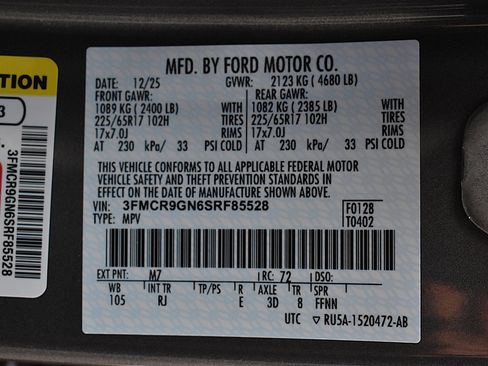 MFD. BY FORD MOTOR CO.
DATE: 12/25 GVWR: 2123 KG ( 4680 LB)
FRONT GAWR: REAR GAWR:
1089 KG ( 2400 LB) 1082 KG ( 2385 LB)
225/65R17 102H TIRES 225/65R17 102H TIRES
17x7.0J RIMS 17x7.0J RIMS
AT 230 kPa/ 33 PSI COLD AT 230 kPa/ 33 PSI COLD
THIS VEHICLE CONFORMS TO ALL APPLICABLE FEDERAL MOTOR
VEHICLE SAFETY AND THEFT PREVENTION STANDARDS IN
EFFECT ON THE DATE OF MANUFACTURE SHOWN ABOVE.
VIN: 3FMCR9GN6SRF85528 F0128
TYPE: MPV T0402
EXT PNT: M7 RC: 72 DSO:
WB INT TR TP/PS R AXLE TR SPR
105 RJ E 3D 8 FFNN
UTC RU5A-1520472-AB
3FMCR9GN6SRF85528